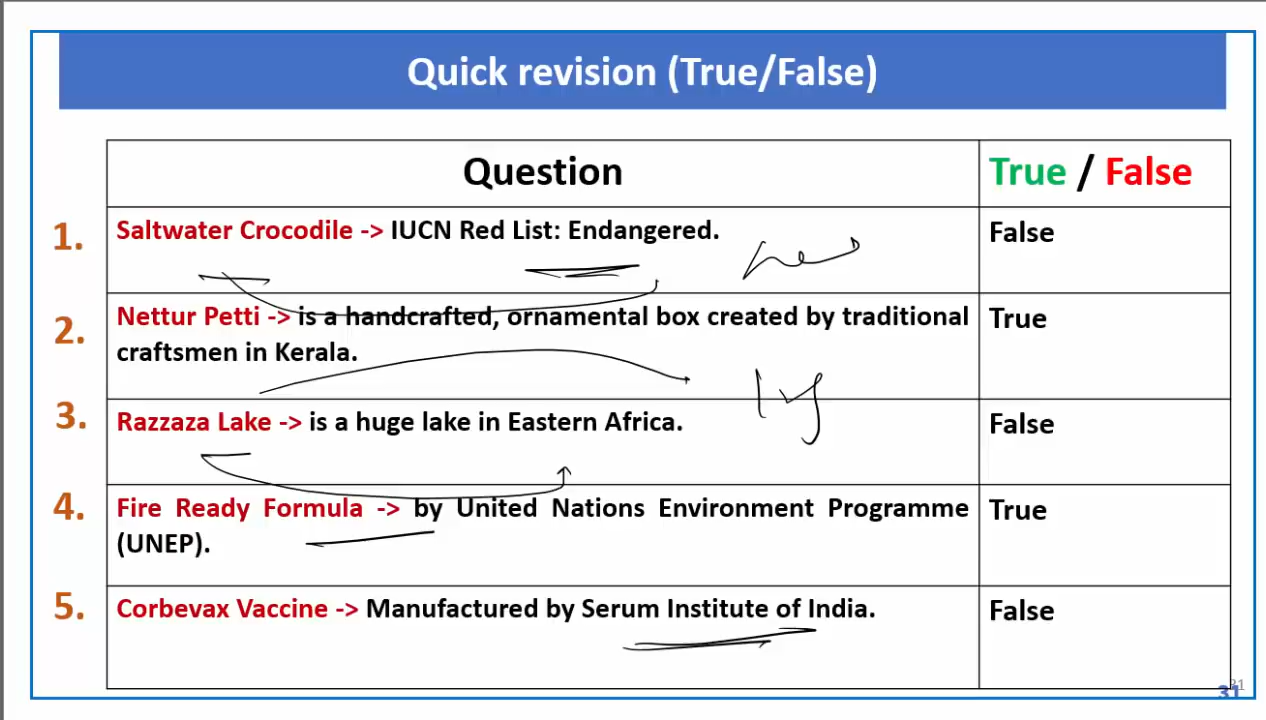 Quick revision (True/False)
Question True / False
1. Saltwater Crocodile -> IUCN Red List: Endangered. False
2. Nettur Petti -> is a handcrafted, ornamental box created by traditional True
craftsmen in Kerala.
3. Razzaza Lake -> is a huge lake in Eastern Africa. False
4. Fire Ready Formula -> by United Nations Environment Programme True
(UNEP).
5. Corbevax Vaccine -> Manufactured by Serum Institute of India. False
31
31